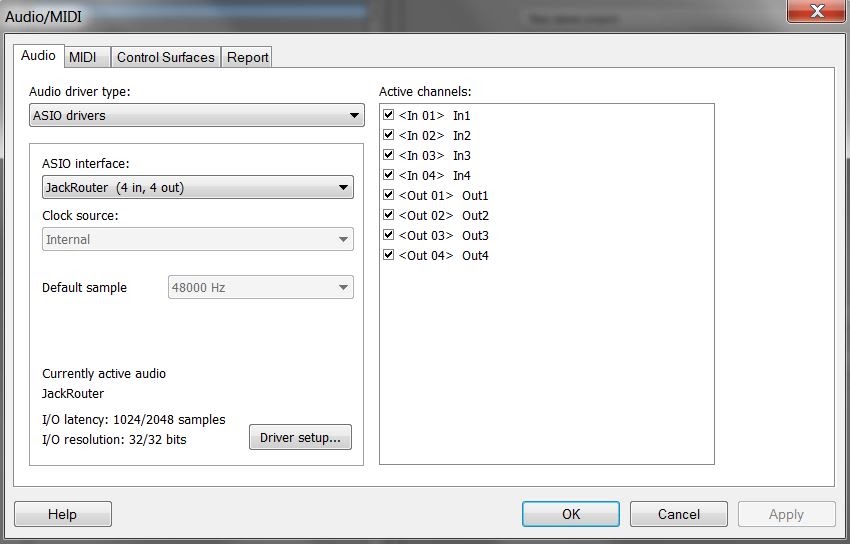 Audio/MIDI
Audio MIDI Control Surfaces Report
Audio driver type:
ASIO drivers
ASIO interface:
JackRouter (4 in, 4 out)
Clock source:
Internal
Default sample 48000 Hz
Currently active audio
JackRouter
I/O latency: 1024/2048 samples
I/O resolution: 32/32 bits
Driver setup...
Active channels:
<In 01> In1
<In 02> In2
<In 03> In3
<In 04> In4
<Out 01> Out1
<Out 02> Out2
<Out 03> Out3
<Out 04> Out4
Help OK Cancel Apply